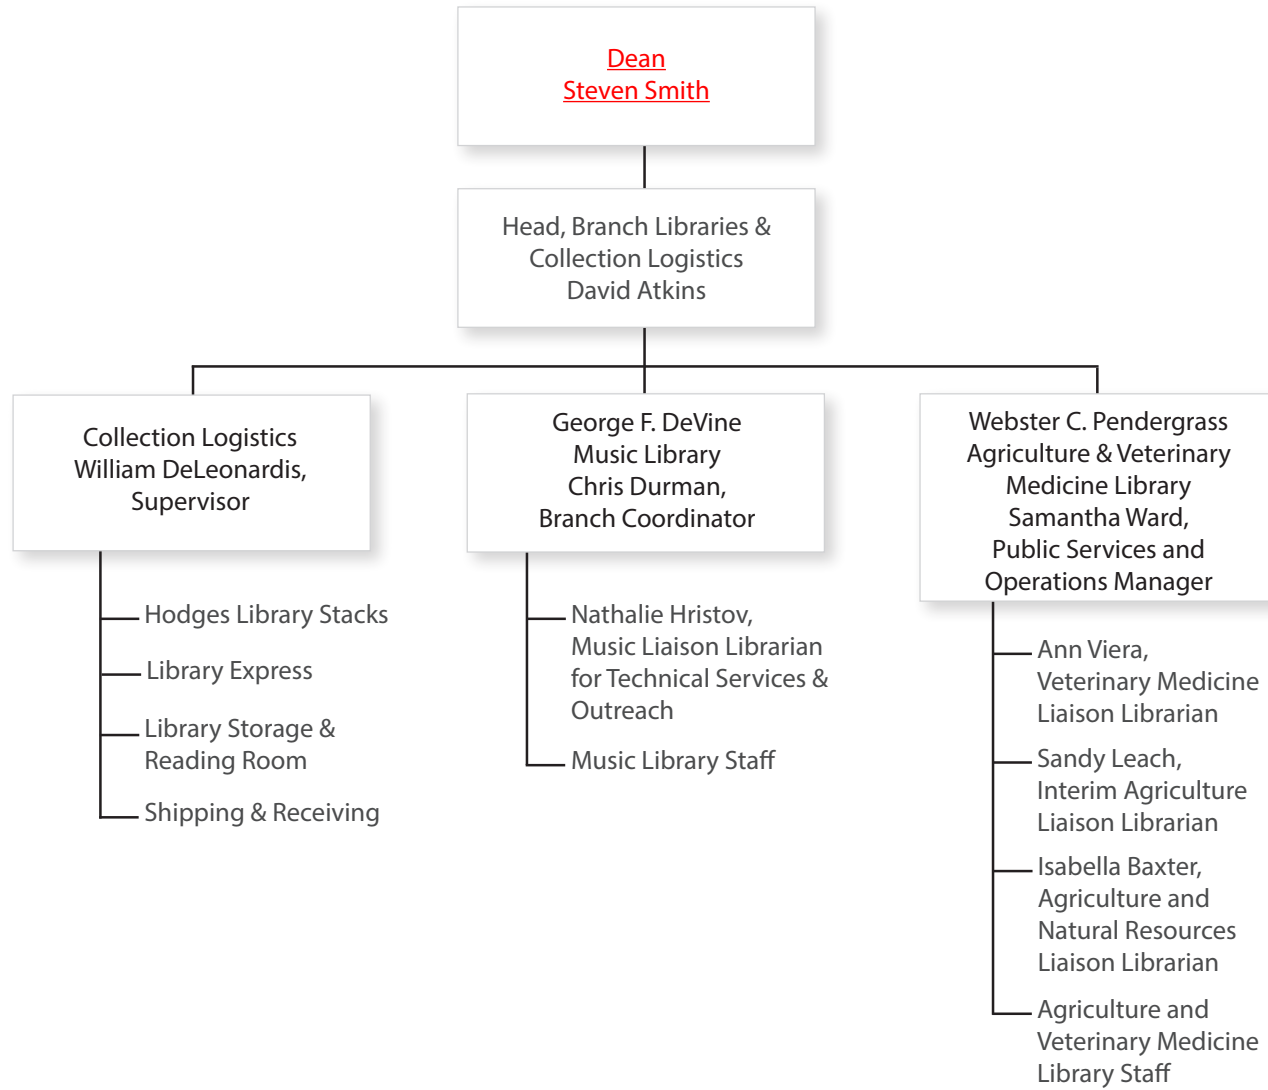 Dean
Steven Smith
Head, Branch Libraries &
Collection Logistics
David Atkins
Collection Logistics
William DeLeonardis,
Supervisor
Hodges Library Stacks
Library Express
Library Storage &
Reading Room
Shipping & Receiving
George F. DeVine
Music Library
Chris Durman,
Branch Coordinator
Nathalie Hristov,
Music Liaison Librarian
for Technical Services &
Outreach
Music Library Staff
Webster C. Pendergrass
Agriculture & Veterinary
Medicine Library
Samantha Ward,
Public Services and
Operations Manager
Ann Viera,
Veterinary Medicine
Liaison Librarian
Sandy Leach,
Interim Agriculture
Liaison Librarian
Isabella Baxter,
Agriculture and
Natural Resources
Liaison Librarian
Agriculture and
Veterinary Medicine
Library Staff